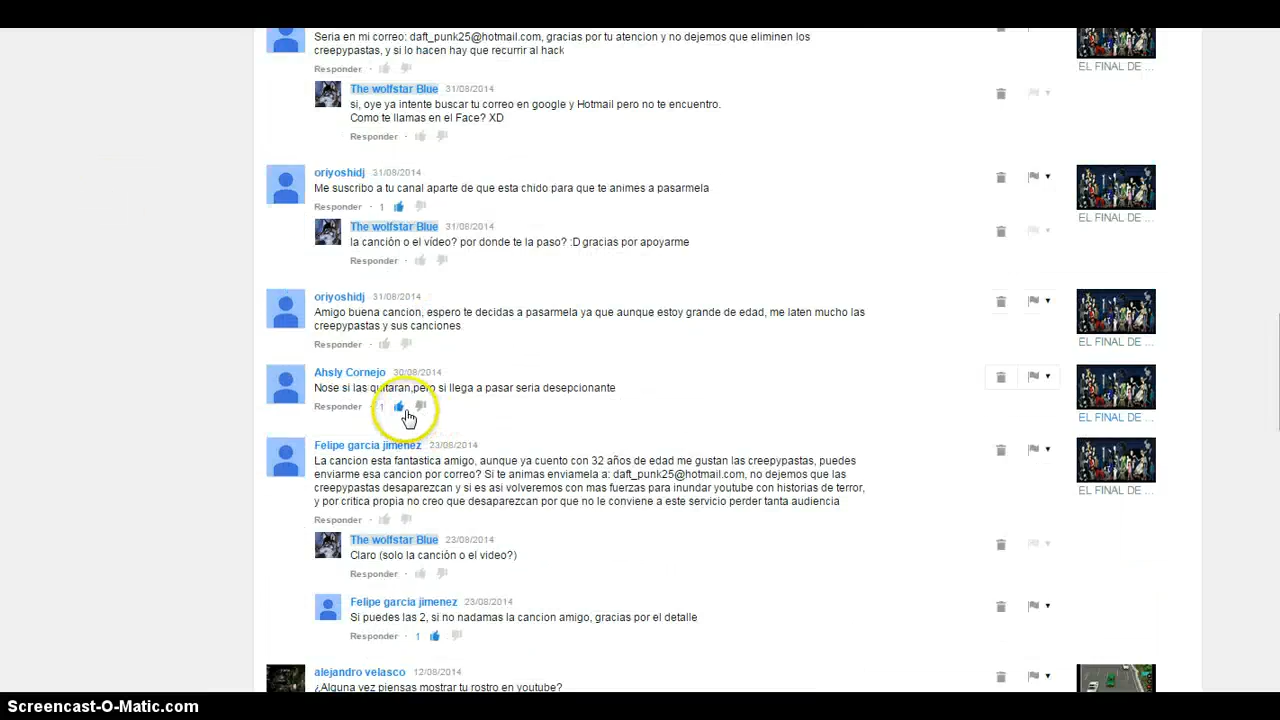 Seria en mi correo: daft_punk25@hotmail.com, gracias por tu atencion y no dejemos que eliminen los
creepypastas, y si lo hacen hay que recurrir al hack
EL FINAL DE ...
Responder ·
The wolfstar Blue 31/08/2014
si, oye ya intente buscar tu correo en google y Hotmail pero no te encuentro.
Como te llamas en el Face? XD
Responder ·
oriyoshidj 31/08/2014
Me suscribo a tu canal aparte de que esta chido para que te animes a pasarmela
Responder · 1
EL FINAL DE ...
The wolfstar Blue 31/08/2014
la canción o el vídeo? por donde te la paso? :D gracias por apoyarme
Responder ·
oriyoshidj 31/08/2014
Amigo buena cancion, espero te decidas a pasarmela ya que aunque estoy grande de edad, me laten mucho las
creepypastas y sus canciones
Responder ·
EL FINAL DE ...
Ahsly Cornejo 30/08/2014
Nose si las quitaran,pero si llega a pasar seria desepcionante
Responder · 1
EL FINAL DE ...
Felipe garcia jimenez 23/08/2014
La cancion esta fantastica amigo, aunque ya cuento con 32 años de edad me gustan las creepypastas, puedes
enviarme esa cancion por correo? Si te animas enviamela a: daft_punk25@hotmail.com, no dejemos que las
creepypastas desaparezcan y si es asi volveremos con mas fuerzas para inundar youtube con historias de terror,
y por critica propia no creo que desaparezcan por que no le conviene a este servicio perder tanta audiencia
Responder ·
EL FINAL DE ...
The wolfstar Blue 23/08/2014
Claro (solo la canción o el video?)
Responder ·
Felipe garcia jimenez 23/08/2014
Si puedes las 2, si no nadamas la cancion amigo, gracias por el detalle
Responder · 1
alejandro velasco 12/08/2014
¿Alguna vez piensas mostrar tu rostro en youtube?
Screencast-O-Matic.com